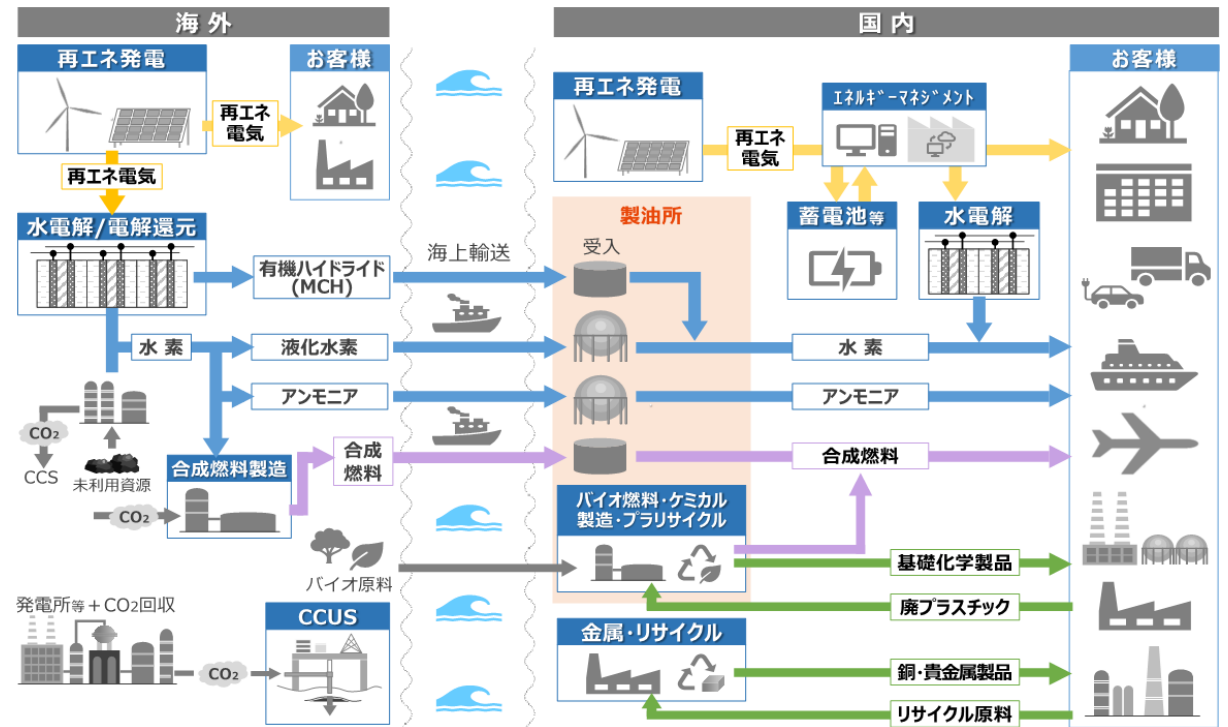 海外
国内
再エネ発電
お客様
再エネ
電気
再エネ電気
水電解/電解還元
有機ハイドライド
(MCH)
水 素
液化水素
アンモニア
CO₂
CCS
未利用資源
合成燃料製造
CO₂
合成
燃料
バイオ原料
発電所等＋CO₂回収
CO₂
CCUS
海上輸送
再エネ発電
再エネ
電気
ｴﾈﾙｷﾞｰﾏﾈｼﾞﾒﾝﾄ
お客様
蓄電池等
水電解
製油所
受入
水 素
アンモニア
合成燃料
バイオ燃料・ケミカル
製造・プラリサイクル
基礎化学製品
廃プラスチック
金属・リサイクル
銅・貴金属製品
リサイクル原料